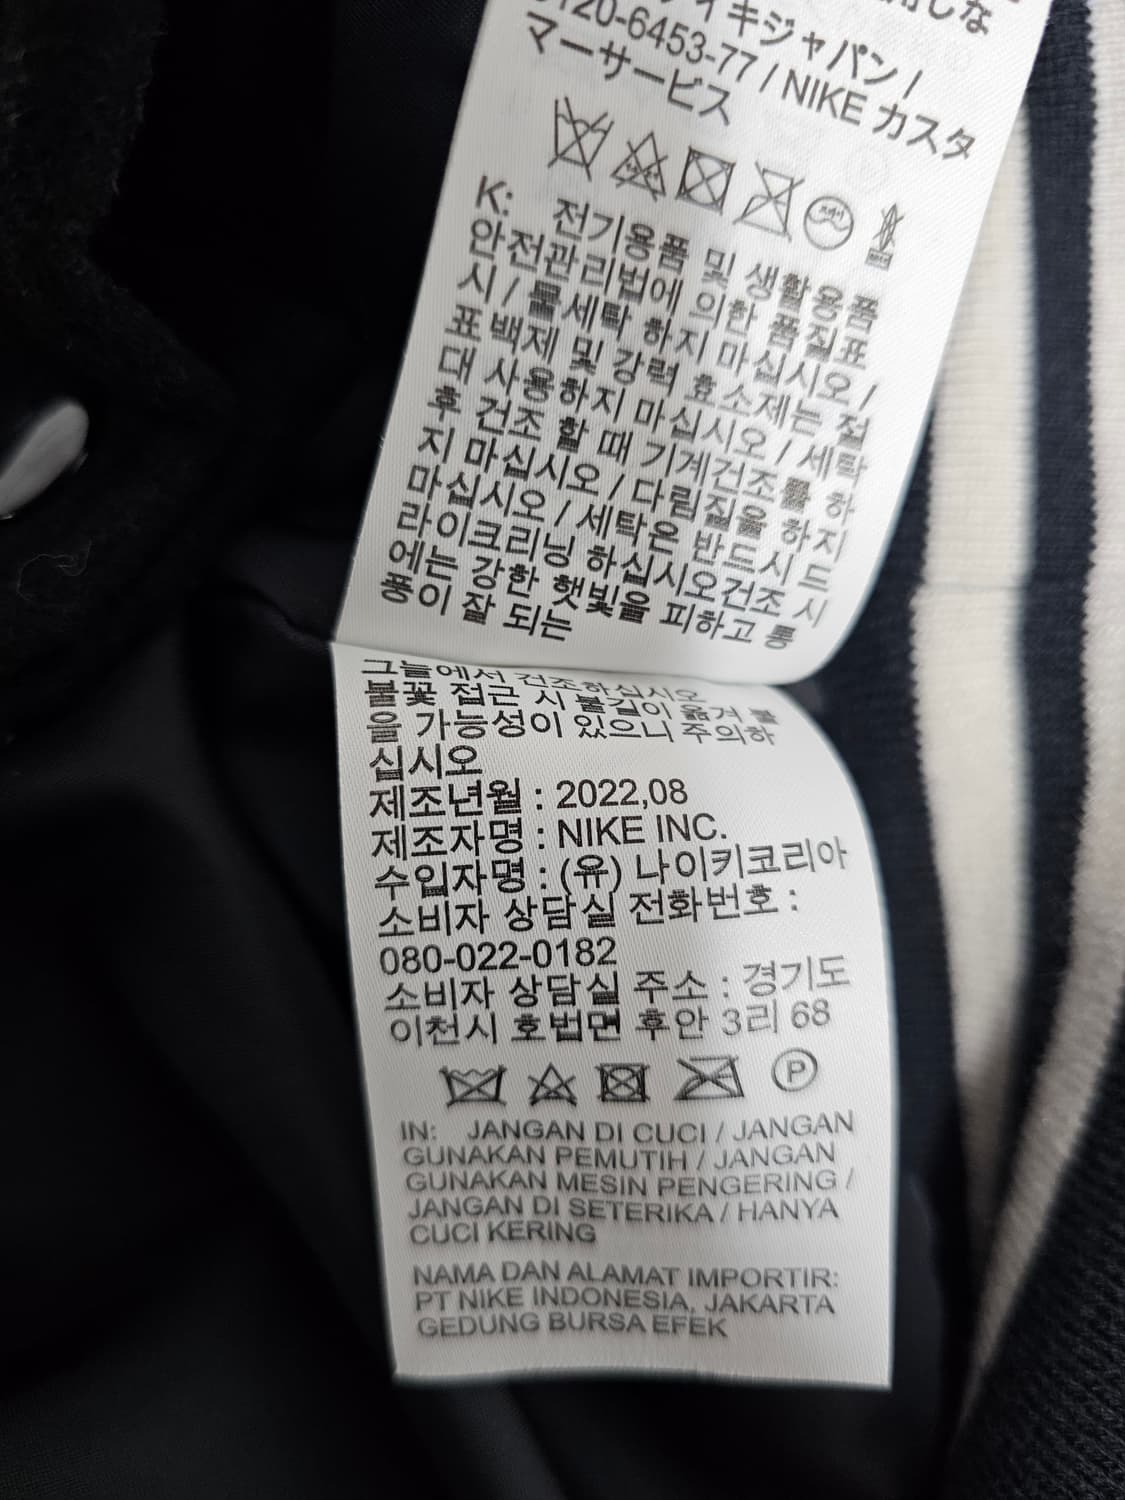 用しな
イキジャパン /
0120-6453-77 / NIKE カスタ
マーサービス
K: 전기용품 및 생활용품
안전관리법에 의한 품질표
시 / 물세탁 하지 마십시오 /
표백제 및 강력 효소제는 절
대 사용하지 마십시오 / 세탁
후 건조 할 때 기계건조를 하
지 마십시오 / 다림질을 하지
마십시오 / 세탁은 반드시 드
라이크리닝 하십시오건조 시
에는 강한 햇빛을 피하고 통
풍이 잘 되는
그늘에서 건조하십시오
불꽃 접근 시 불길이 옮겨 붙
을 가능성이 있으니 주의하
십시오
제조년월 : 2022,08
제조자명 : NIKE INC.
수입자명 : (유) 나이키코리아
소비자 상담실 전화번호 :
080-022-0182
소비자 상담실 주소 : 경기도
이천시 호법면 후안 3리 68
P
IN: JANGAN DI CUCI / JANGAN
GUNAKAN PEMUTIH / JANGAN
GUNAKAN MESIN PENGERING /
JANGAN DI SETERIKA / HANYA
CUCI KERING
NAMA DAN ALAMAT IMPORTIR:
PT NIKE INDONESIA, JAKARTA
GEDUNG BURSA EFEK